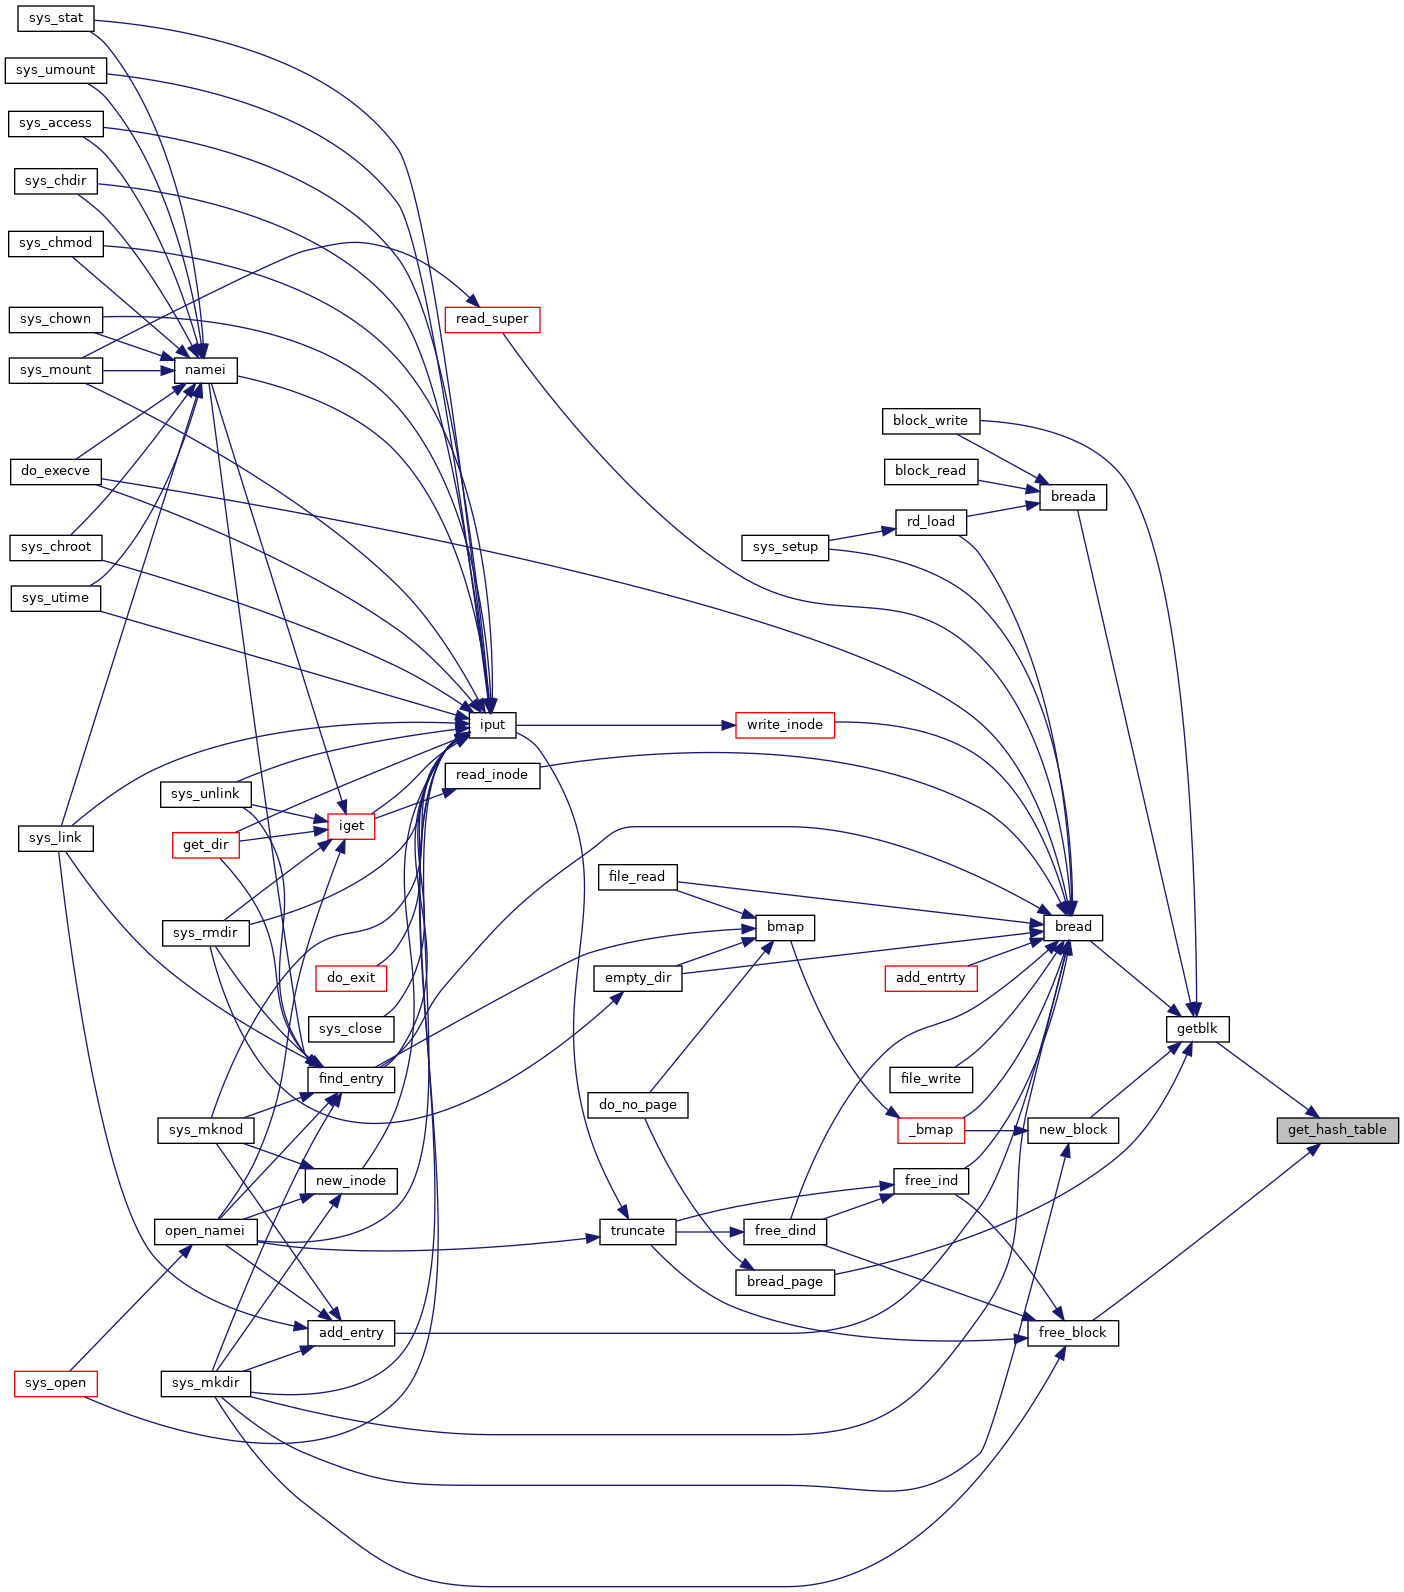 sys_stat
sys_umount
sys_access
sys_chdir
sys_chmod
sys_chown
read_super
sys_mount
namei
block_write
do_execve
block_read
breada
rd_load
sys_chroot
sys_setup
sys_utime
iput
write_inode
read_inode
sys_unlink
iget
sys_link
get_dir
file_read
sys_rmdir
bmap
bread
do_exit
empty_dir
add_entrty
sys_close
getblk
find_entry
file_write
do_no_page
sys_mknod
_bmap
new_block
get_hash_table
new_inode
free_ind
open_namei
truncate
free_dind
bread_page
add_entry
free_block
sys_open
sys_mkdir